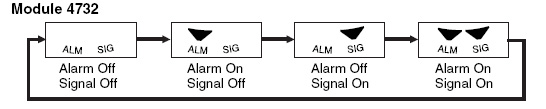 Module 4732
ALM SIG
ALM SIG
ALM SIG
ALM SIG
Alarm Off
Signal Off
Alarm On
Signal Off
Alarm Off
Signal On
Alarm On
Signal On